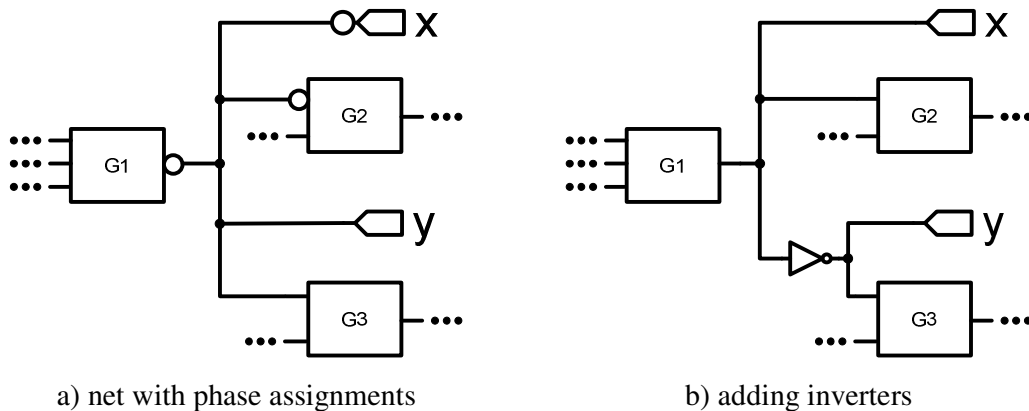 x
x
G2
G2
G1
G1
y
y
G3
G3
a) net with phase assignments
b) adding inverters